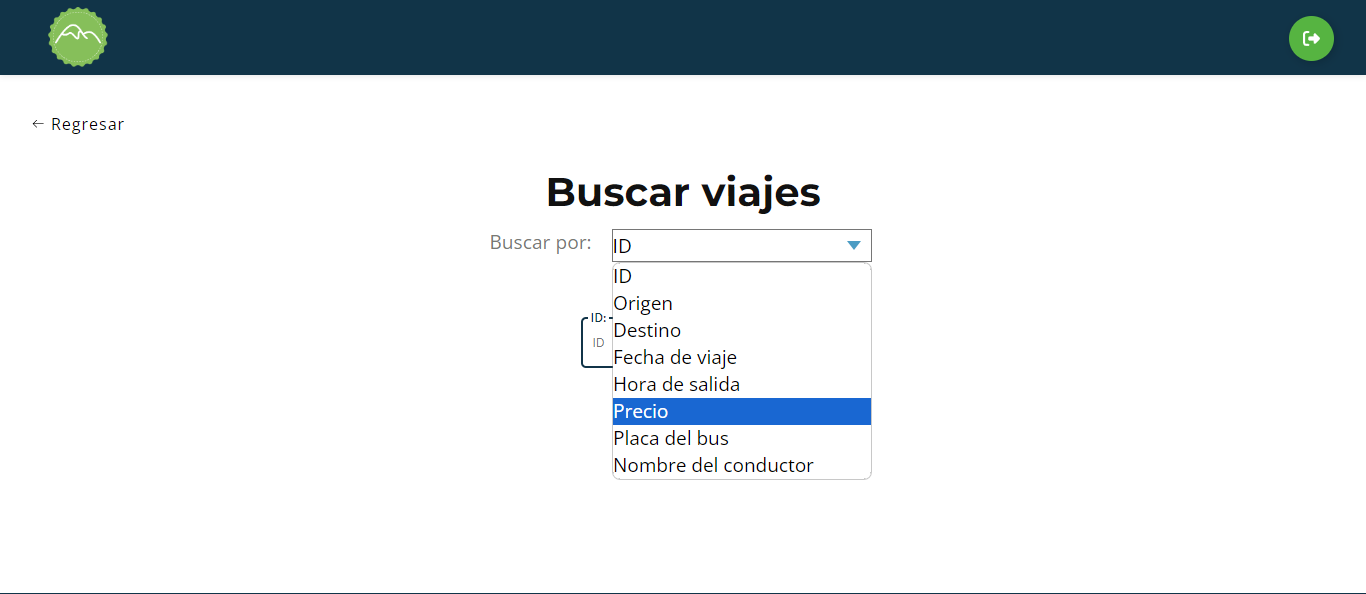 ← Regresar
Buscar viajes
Buscar por:
ID
ID
Origen
ID:
Destino
ID
Fecha de viaje
Hora de salida
Precio
Placa del bus
Nombre del conductor